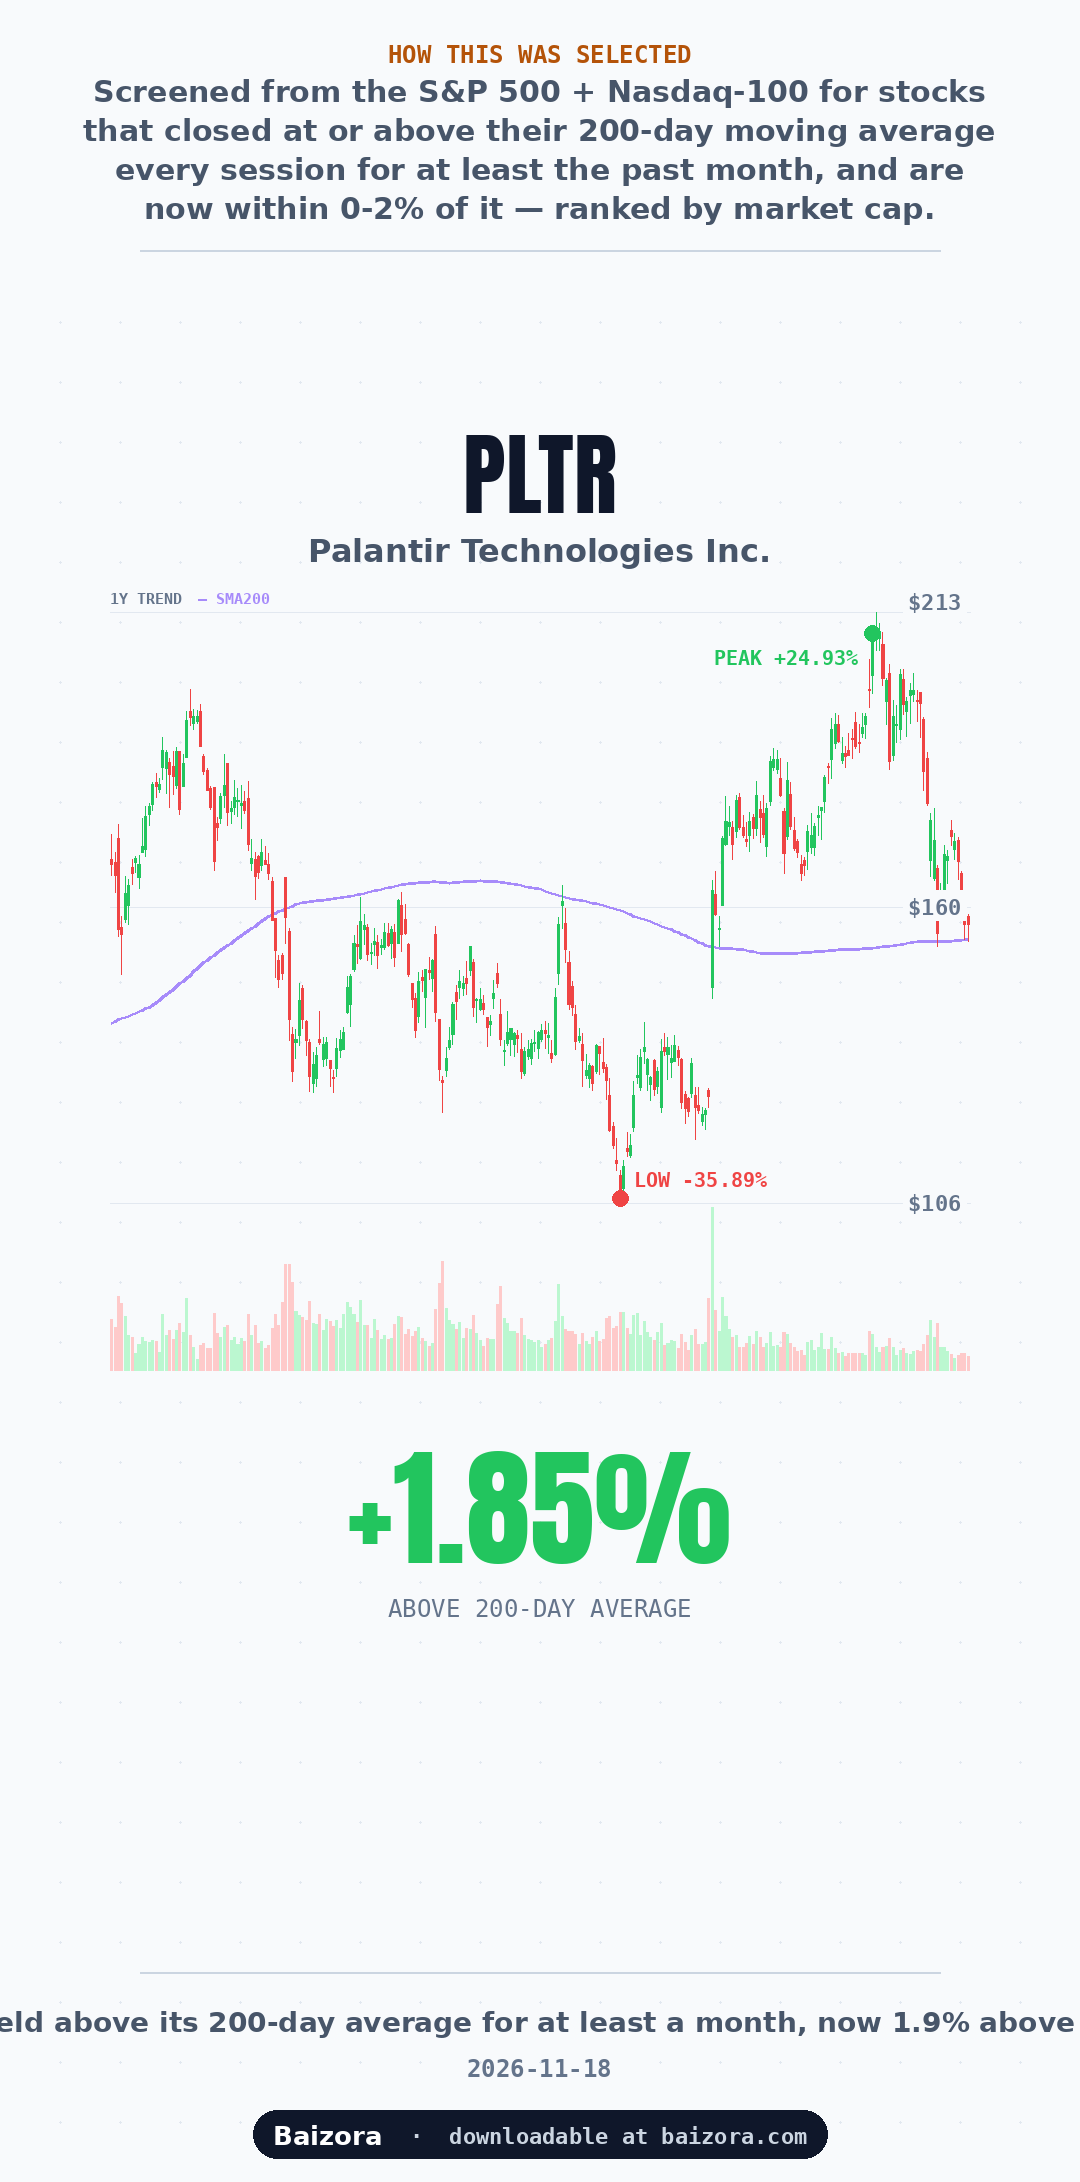 HOW THIS WAS SELECTED
Screened from the S&P 500 + Nasdaq-100 for stocks
that closed at or above their 200-day moving average
every session for at least the past month, and are
now within 0-2% of it — ranked by market cap.
PLTR
Palantir Technologies Inc.
1Y TREND — SMA200
$213
PEAK +24.93%
$160
LOW -35.89%
$106
+1.85%
ABOVE 200-DAY AVERAGE
eld above its 200-day average for at least a month, now 1.9% above
2026-11-18
Baizora · downloadable at baizora.com